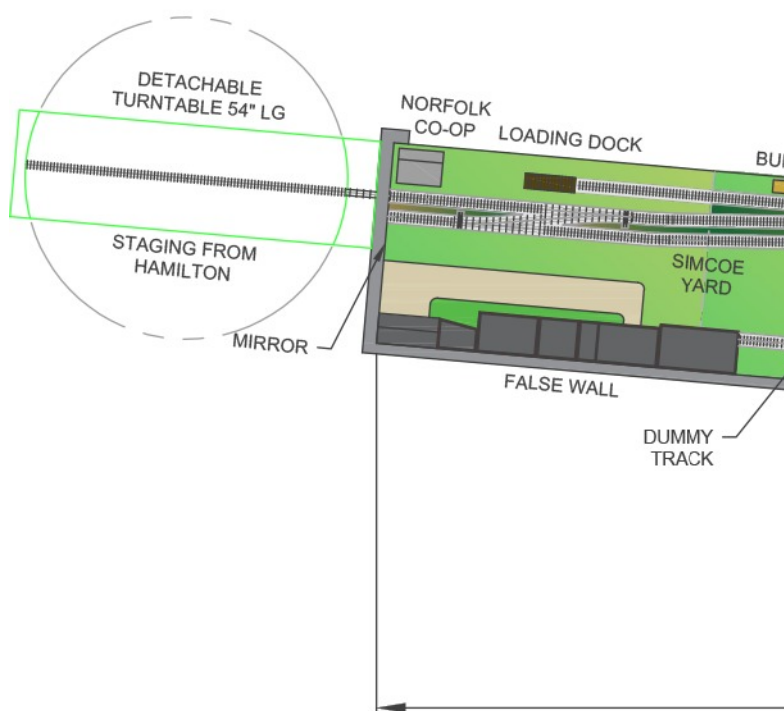 DETACHABLE
TURNTABLE 54" LG
NORFOLK
CO-OP
LOADING DOCK
STAGING FROM
HAMILTON
SIMCOE
YARD
MIRROR
FALSE WALL
DUMMY
TRACK